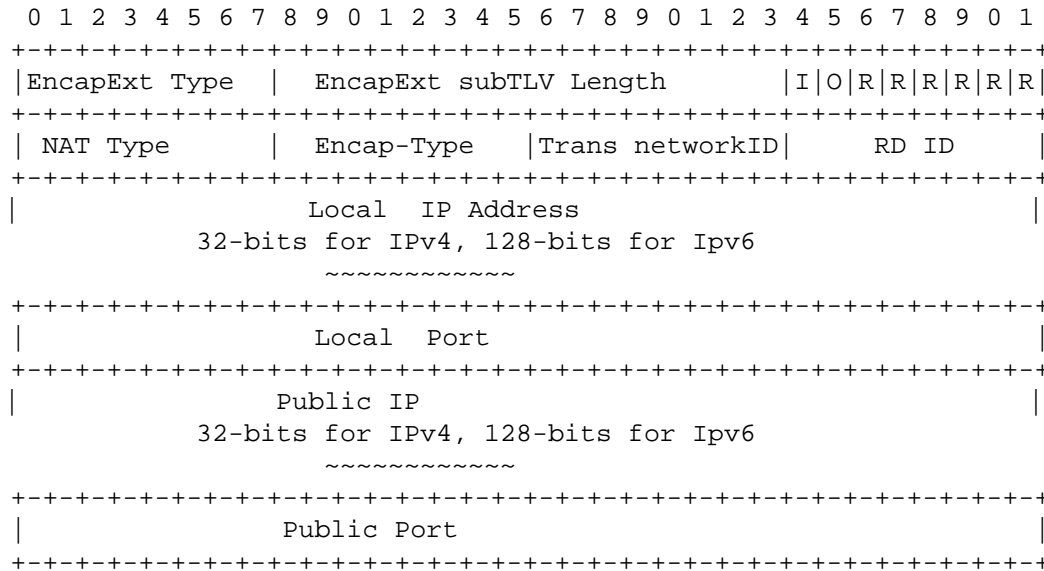 0 1 2 3 4 5 6 7 8 9 0 1 2 3 4 5 6 7 8 9 0 1 2 3 4 5 6 7 8 9 0 1
+-+-+-+-+-+-+-+-+-+-+-+-+-+-+-+-+-+-+-+-+-+-+-+-+-+-+-+-+-+-+-+-+
|EncapExt Type  |  EncapExt subTLV Length       |I|O|R|R|R|R|R|R|
+-+-+-+-+-+-+-+-+-+-+-+-+-+-+-+-+-+-+-+-+-+-+-+-+-+-+-+-+-+-+-+-+
| NAT Type      |  Encap-Type   |Trans networkID|     RD ID     |
+-+-+-+-+-+-+-+-+-+-+-+-+-+-+-+-+-+-+-+-+-+-+-+-+-+-+-+-+-+-+-+-+
|                  Local  IP Address                            |
            32-bits for IPv4, 128-bits for Ipv6
                    ~~~~~~~~~~~~
+-+-+-+-+-+-+-+-+-+-+-+-+-+-+-+-+-+-+-+-+-+-+-+-+-+-+-+-+-+-+-+-+
|                  Local  Port                                  |
+-+-+-+-+-+-+-+-+-+-+-+-+-+-+-+-+-+-+-+-+-+-+-+-+-+-+-+-+-+-+-+-+
|                Public IP                                      |
            32-bits for IPv4, 128-bits for Ipv6
                    ~~~~~~~~~~~~
+-+-+-+-+-+-+-+-+-+-+-+-+-+-+-+-+-+-+-+-+-+-+-+-+-+-+-+-+-+-+-+-+
|                Public Port                                    |
+-+-+-+-+-+-+-+-+-+-+-+-+-+-+-+-+-+-+-+-+-+-+-+-+-+-+-+-+-+-+-+-+